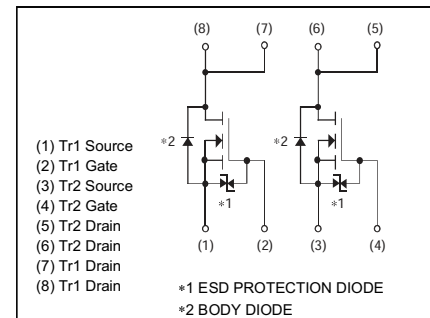 (8) (7) (6) (5)
*2 *2
*1 *1
(1) Tr1 Source
(2) Tr1 Gate
(3) Tr2 Source
(4) Tr2 Gate
(5) Tr2 Drain
(6) Tr2 Drain
(7) Tr1 Drain
(8) Tr1 Drain
(1) (2) (3) (4)
*1 ESD PROTECTION DIODE
*2 BODY DIODE